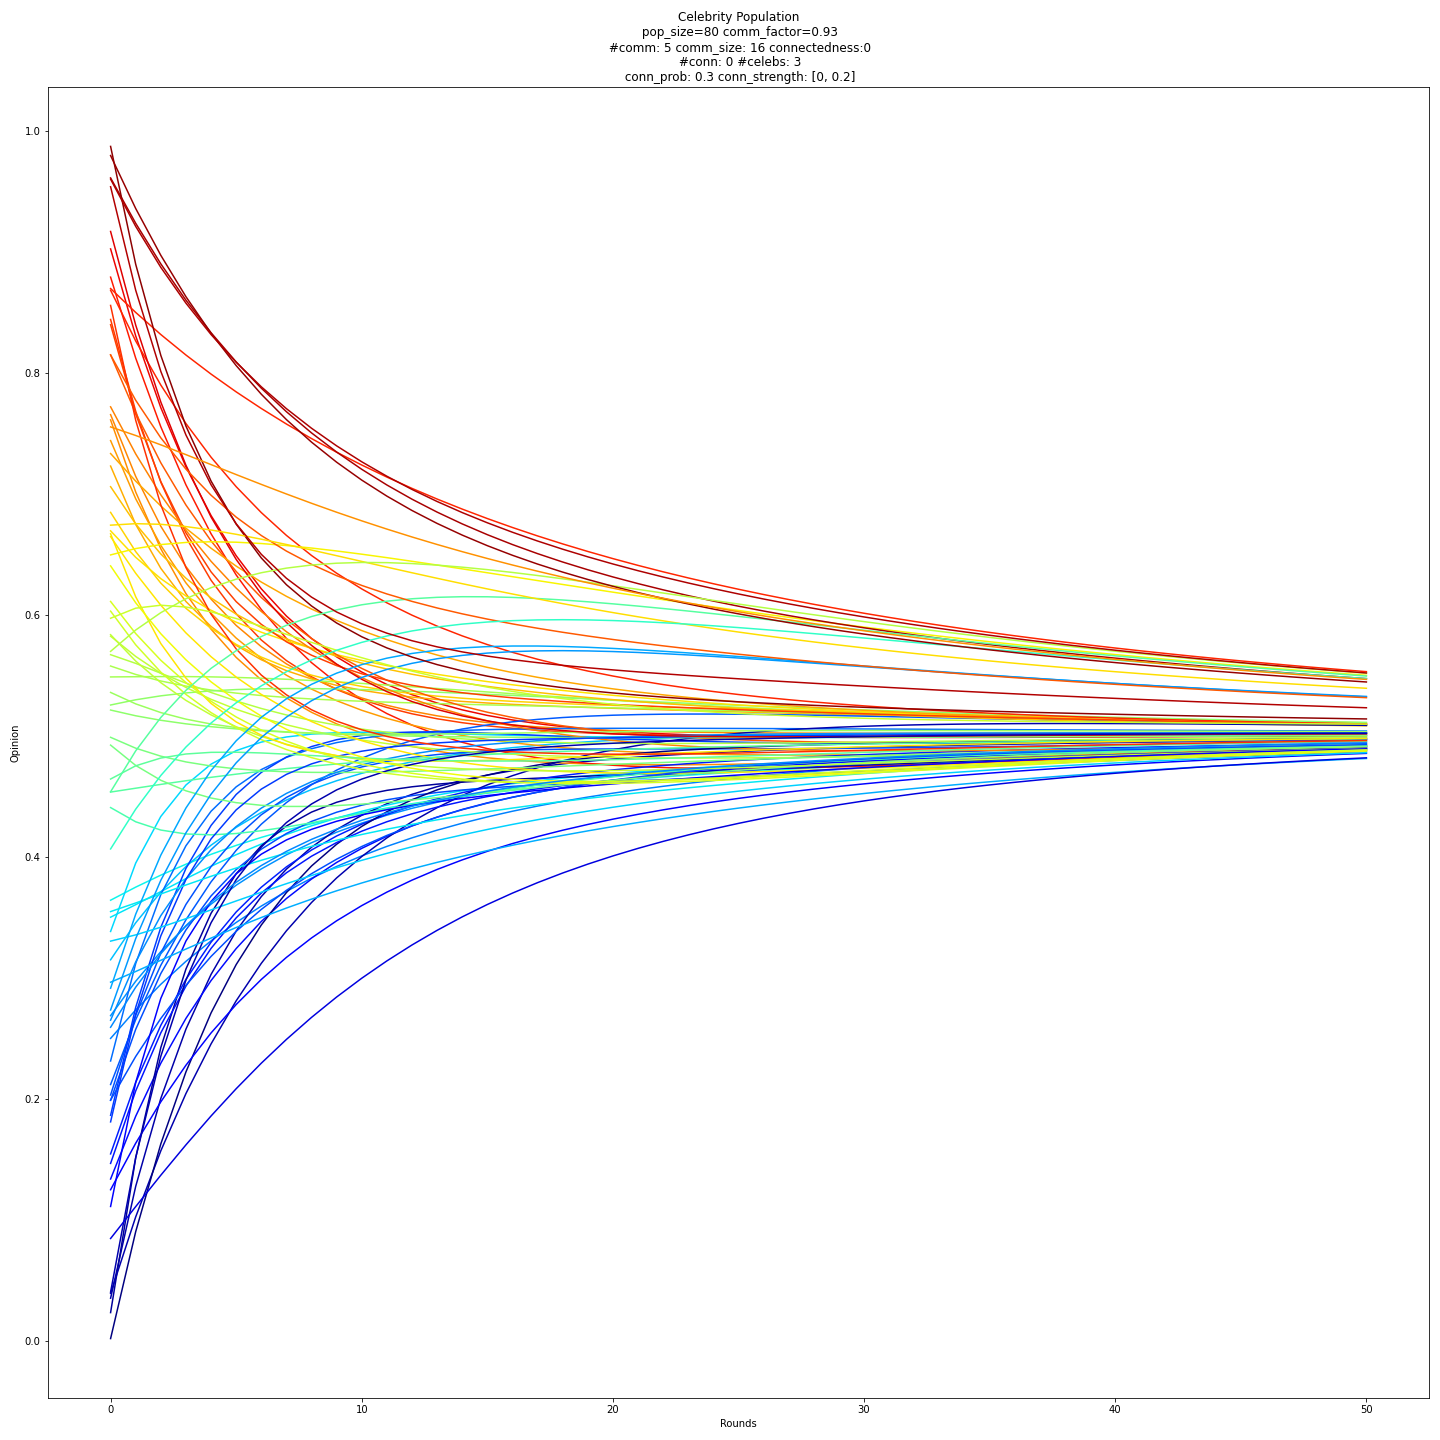 Celebrity Population
pop_size=80 comm_factor=0.93
#comm: 5 comm_size: 16 connectedness:0
#conn: 0 #celebs: 3
conn_prob: 0.3 conn_strength: [0, 0.2]
1.0
0.8
0.6
0.4
0.2
0.0
Opinion
0
10
20
30
40
50
Rounds